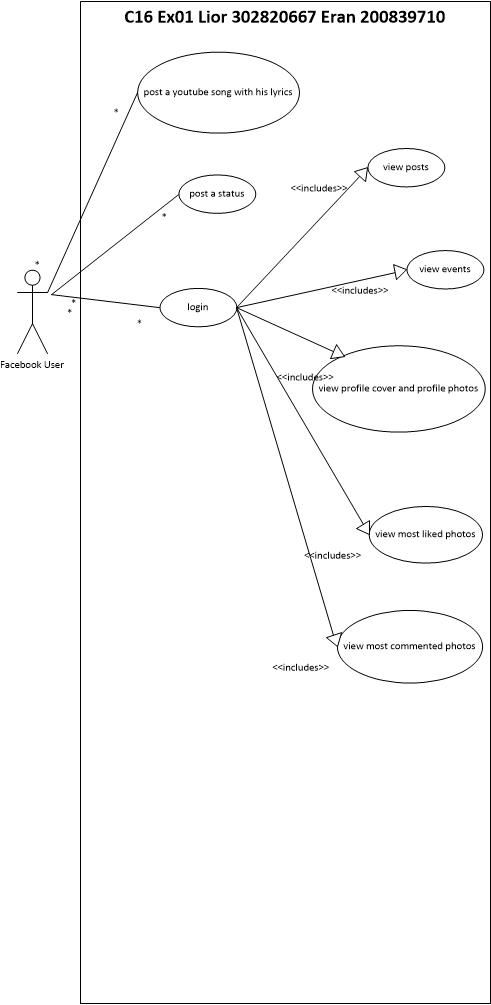 C16 Ex01 Lior 302820667 Eran 200839710
post a youtube song with his lyrics
*
view posts
<<includes>>
post a status
*
*
view events
<<includes>>
login
*
*
*
Facebook User
<<includes>>
view profile cover and profile photos
view most liked photos
<<includes>>
view most commented photos
<<includes>>